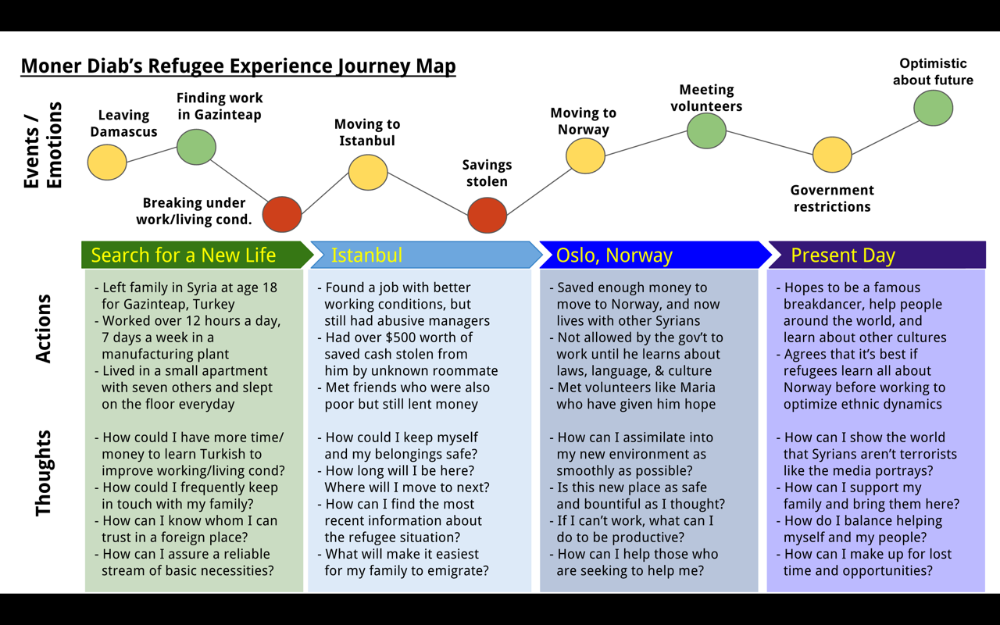 Moner Diab's Refugee Experience Journey Map
Events /
Emotions
Leaving
Damascus
Finding work
in Gazinteap
Breaking under
work/living cond.
Moving to
Istanbul
Savings
stolen
Moving to
Norway
Meeting
volunteers
Government
restrictions
Optimistic
about future
Search for a New Life
Istanbul
Oslo, Norway
Present Day
Actions
- Left family in Syria at age 18
for Gazinteap, Turkey
- Worked over 12 hours a day,
7 days a week in a
manufacturing plant
- Lived in a small apartment
with seven others and slept
on the floor everyday
- Found a job with better
working conditions, but
still had abusive managers
- Had over $500 worth of
saved cash stolen from
him by unknown roommate
- Met friends who were also
poor but still lent money
- Saved enough money to
move to Norway, and now
lives with other Syrians
- Not allowed by the gov't to
work until he learns about
laws, language, & culture
- Met volunteers like Maria
who have given him hope
- Hopes to be a famous
breakdancer, help people
around the world, and
learn about other cultures
- Agrees that it's best if
refugees learn all about
Norway before working to
optimize ethnic dynamics
Thoughts
- How could I have more time/
money to learn Turkish to
improve working/living cond?
- How could I frequently keep
in touch with my family?
- How can I know whom I can
trust in a foreign place?
- How can I assure a reliable
stream of basic necessities?
- How could I keep myself
and my belongings safe?
- How long will I be here?
Where will I move to next?
- How can I find the most
recent information about
the refugee situation?
- What will make it easiest
for my family to emigrate?
- How can I assimilate into
my new environment as
smoothly as possible?
- Is this new place as safe
and bountiful as I thought?
- If I can't work, what can I
do to be productive?
- How can I help those who
are seeking to help me?
- How can I show the world
that Syrians aren't terrorists
like the media portrays?
- How can I support my
family and bring them here?
- How do I balance helping
myself and my people?
- How can I make up for lost
time and opportunities?